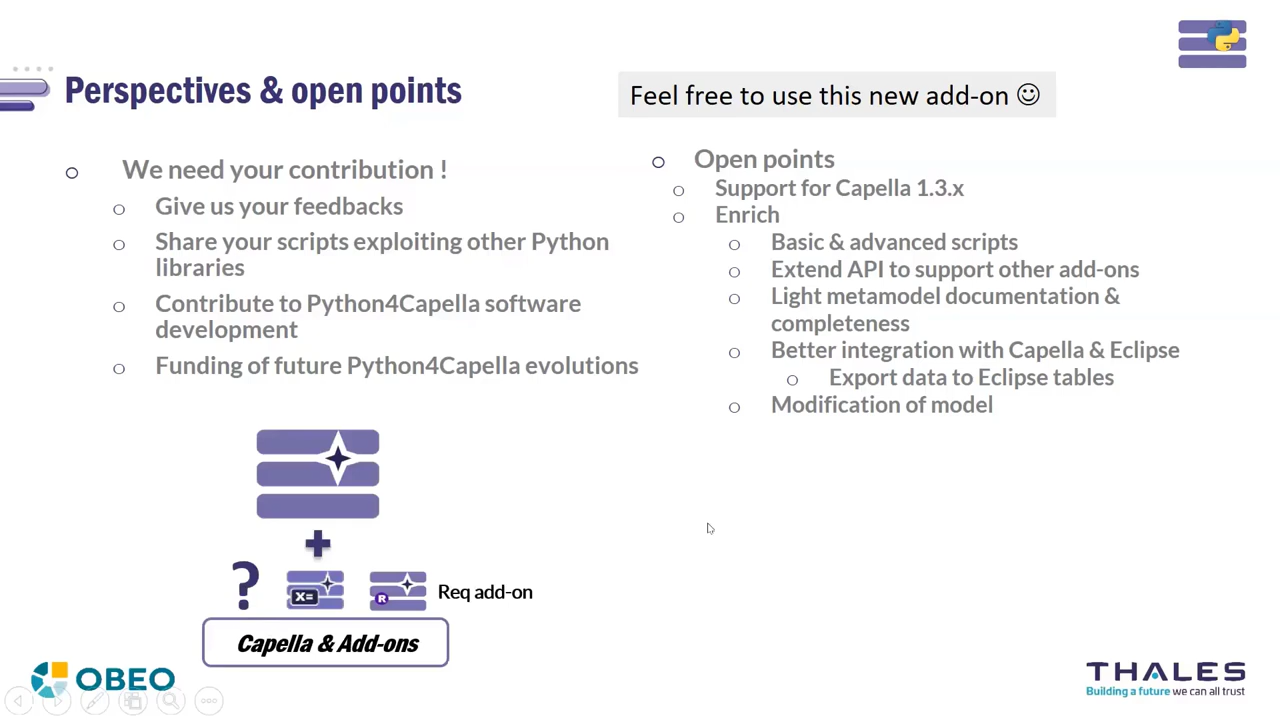 Perspectives & open points
Feel free to use this new add-on ☺
We need your contribution !
Give us your feedbacks
Share your scripts exploiting other Python
libraries
Contribute to Python4Capella software
development
Funding of future Python4Capella evolutions
Open points
Support for Capella 1.3.x
Enrich
Basic & advanced scripts
Extend API to support other add-ons
Light metamodel documentation &
completeness
Better integration with Capella & Eclipse
Export data to Eclipse tables
Modification of model
+
?
X=
R
Req add-on
Capella & Add-ons
OBEO
THALES
Building a future we can all trust